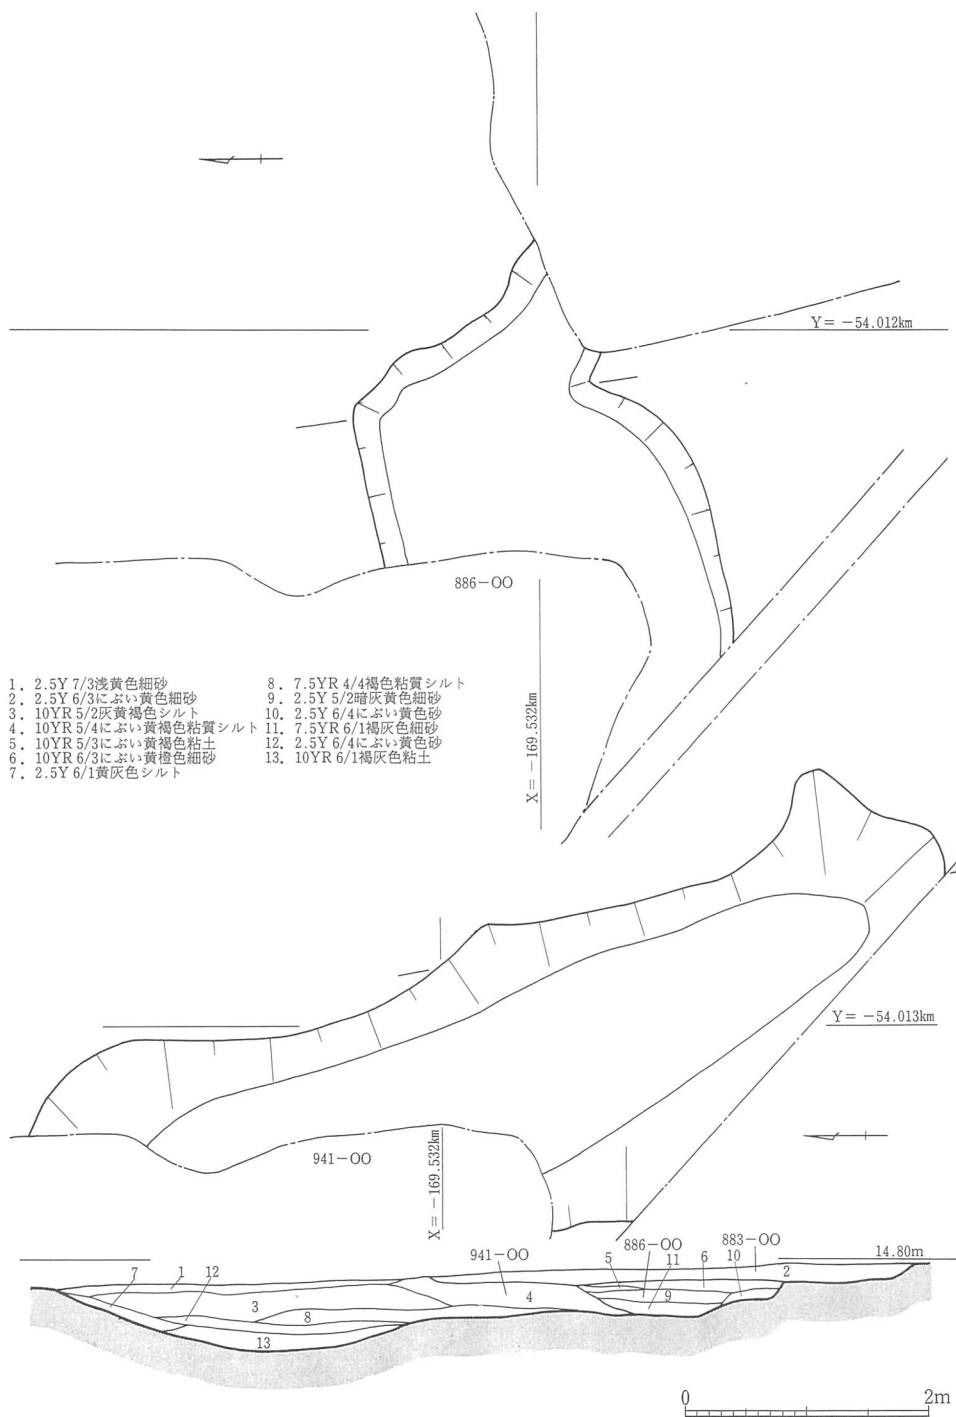 Y = −54.012km
886−OO
X = −169.532km
1. 2.5Y 7/3浅黄色細砂
2. 2.5Y 6/3にぶい黄色細砂
3. 10YR 5/2灰黄褐色シルト
4. 10YR 5/4にぶい黄褐色粘質シルト
5. 10YR 5/3にぶい黄褐色粘土
6. 10YR 6/3にぶい黄橙色細砂
7. 2.5Y 6/1黄灰色シルト
8. 7.5YR 4/4褐色粘質シルト
9. 2.5Y 5/2暗灰黄色細砂
10. 2.5Y 6/4にぶい黄色砂
11. 7.5YR 6/1褐灰色細砂
12. 2.5Y 6/4にぶい黄色砂
13. 10YR 6/1褐灰色粘土
Y = −54.013km
941−OO
X = −169.532km
883−OO
941−OO 886−OO 14.80m
7 1 12 5 11 6 10 2
3 8 4 9
13
0 2m